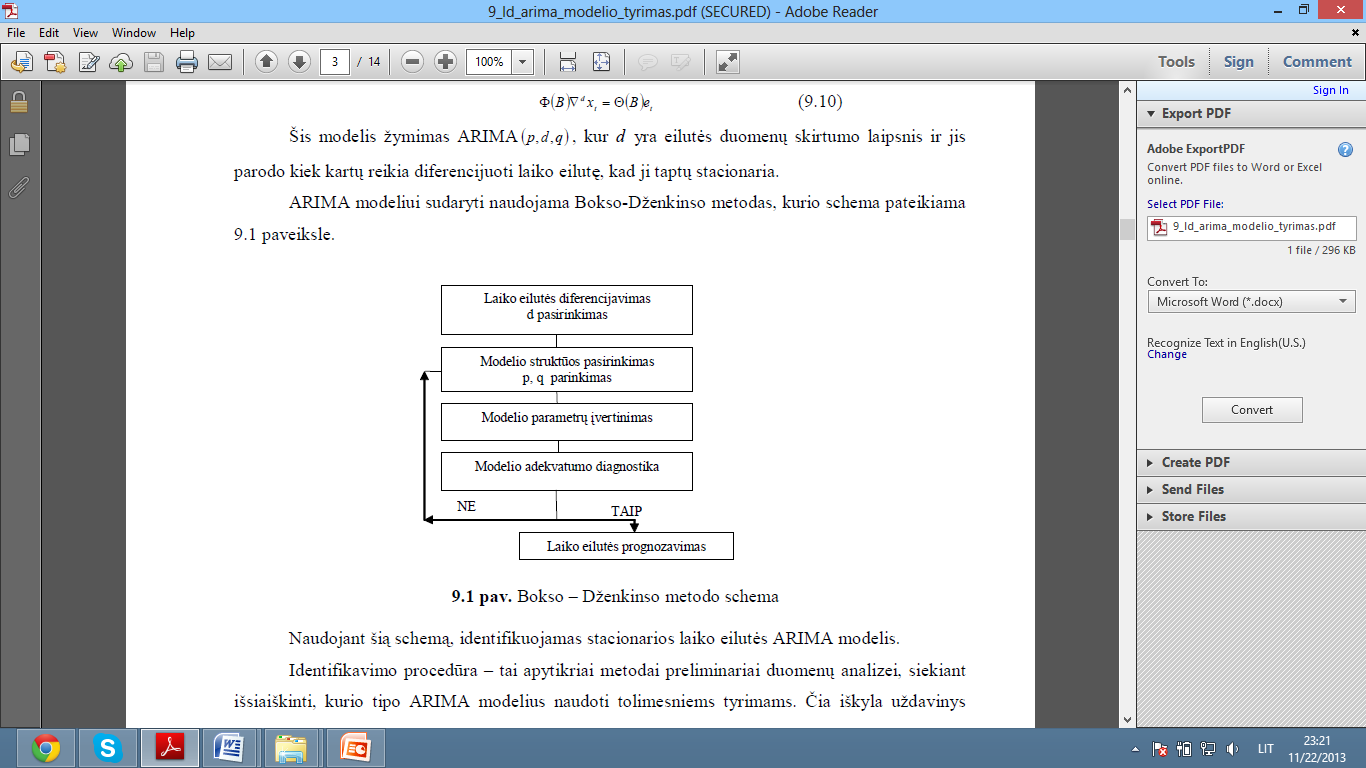 9_ld_arima_modelio_tyrimas.pdf (SECURED) - Adobe Reader
File Edit View Window Help
3 / 14 100% Tools Sign Comment
Sign In
Φ(B)∇ᵈxₜ = Θ(B)eₜ (9.10)
Šis modelis žymimas ARIMA(p,d,q), kur d yra eilutės duomenų skirtumo laipsnis ir jis
parodo kiek kartų reikia diferencijuoti laiko eilutę, kad ji taptų stacionaria.
ARIMA modeliui sudaryti naudojama Bokso-Dženkinso metodas, kurio schema pateikiama
9.1 paveiksle.
Laiko eilutės diferencijavimas
d pasirinkimas
Modelio struktūos pasirinkimas
p, q parinkimas
Modelio parametrų įvertinimas
Modelio adekvatumo diagnostika
NE
TAIP
Laiko eilutės prognozavimas
9.1 pav. Bokso – Dženkinso metodo schema
Naudojant šią schemą, identifikuojamas stacionarios laiko eilutės ARIMA modelis.
Identifikavimo procedūra – tai apytikriai metodai preliminariai duomenų analizei, siekiant
išsiaiškinti, kurio tipo ARIMA modelius naudoti tolimesniems tyrimams. Čia iškyla uždavinys
Export PDF
Adobe ExportPDF
Convert PDF files to Word or Excel
online.
Select PDF File:
9_ld_arima_modelio_tyrimas.pdf
1 file / 296 KB
Convert To:
Microsoft Word (*.docx)
Recognize Text in English(U.S.)
Change
Convert
Create PDF
Send Files
Store Files
LIT
23:21
11/22/2013